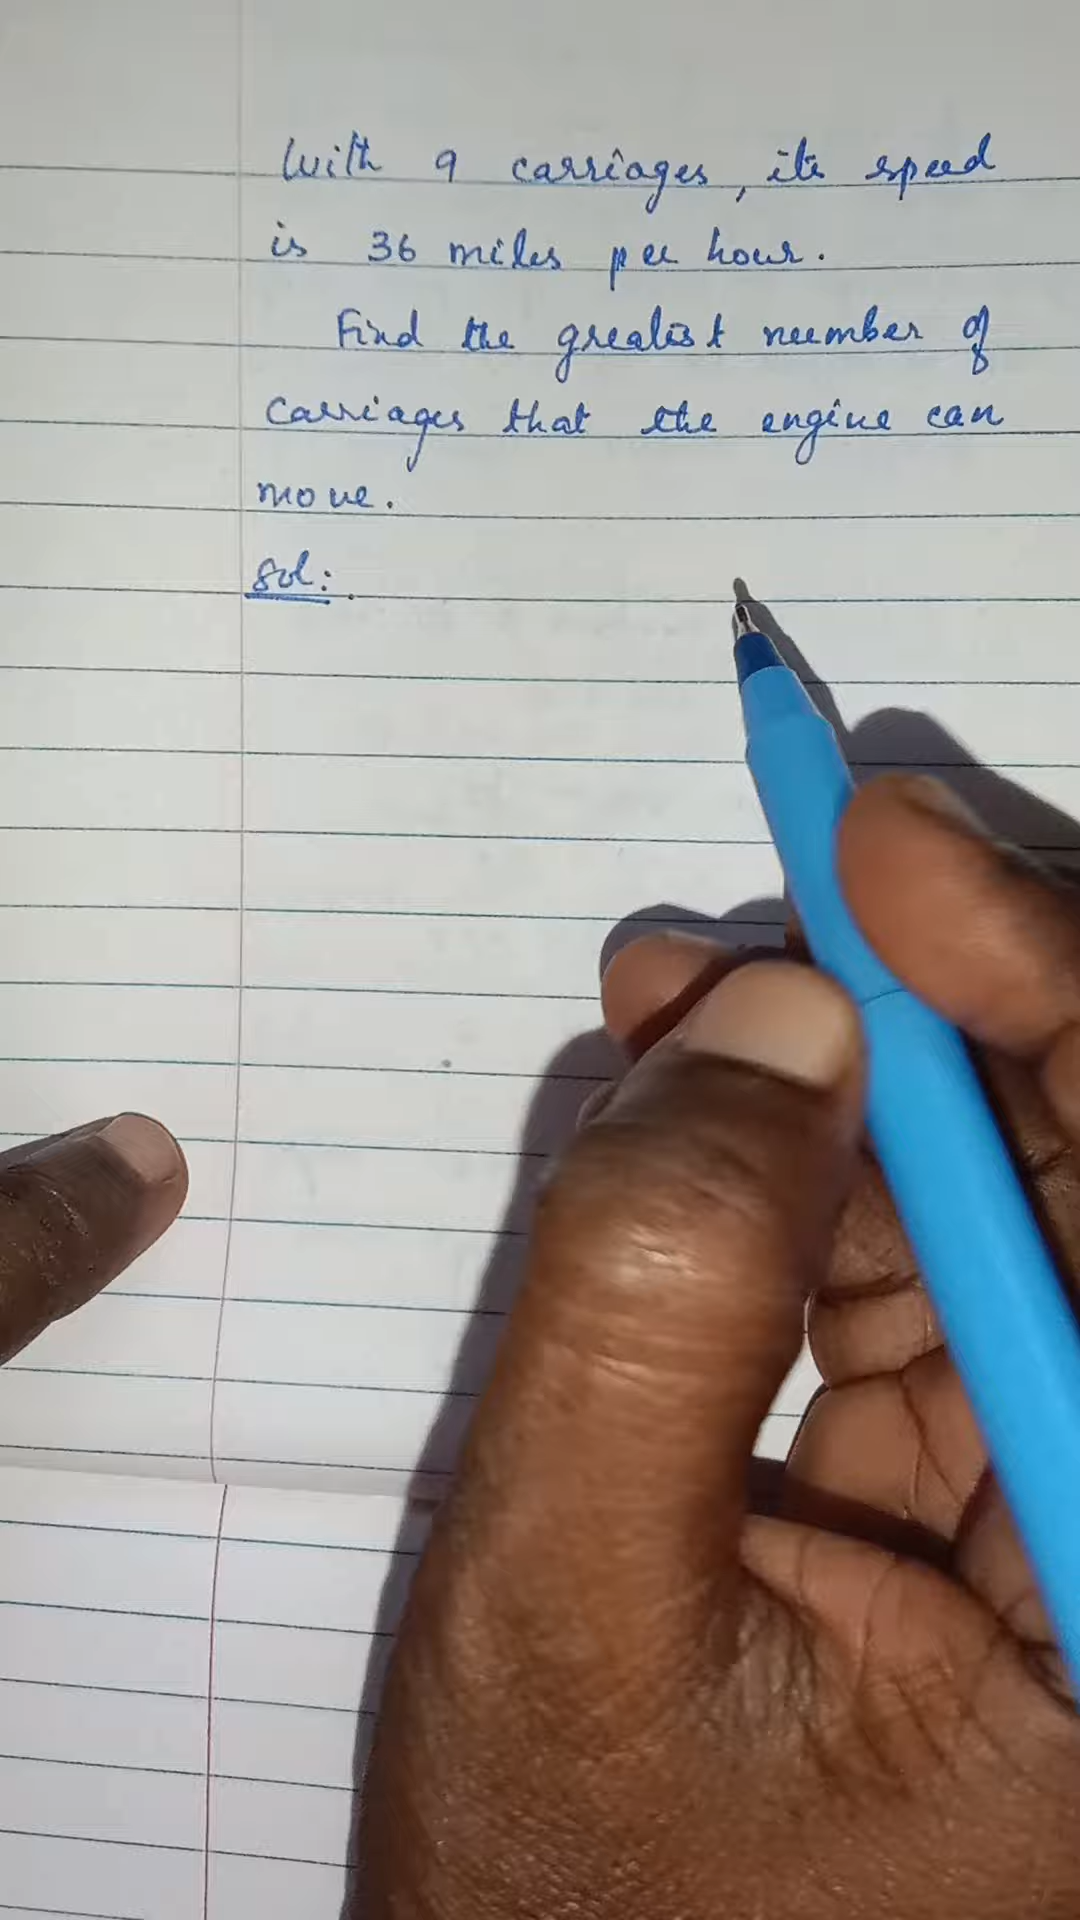 With 9 carriages, its speed
is 36 miles per hour.
Find the greatest number of
carriages that the engine can
move.
sol: